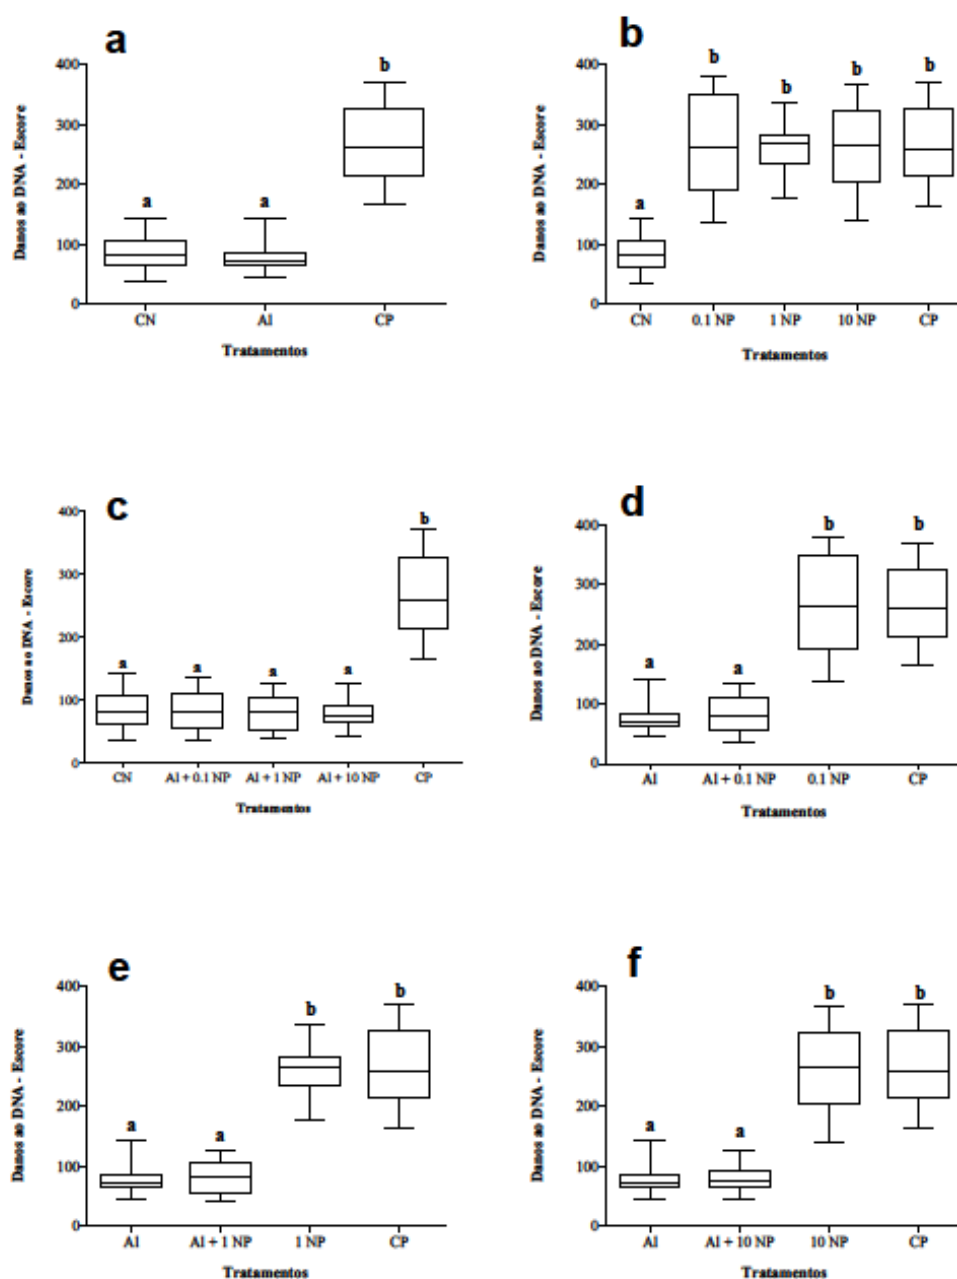 a
Danos ao DNA - Escore
400
300
200
100
0
a
a
b
CN
Al
CP
Tratamentos
b
Danos ao DNA - Escore
400
300
200
100
0
a
b
b
b
b
CN
0.1 NP
1 NP
10 NP
CP
Tratamentos
c
Danos ao DNA - Escore
400
300
200
100
0
a
a
a
a
b
CN
Al + 0.1 NP
Al + 1 NP
Al + 10 NP
CP
Tratamentos
d
Danos ao DNA - Escore
400
300
200
100
0
a
a
b
b
Al
Al + 0.1 NP
0.1 NP
CP
Tratamentos
e
Danos ao DNA - Escore
400
300
200
100
0
a
a
b
b
Al
Al + 1 NP
1 NP
CP
Tratamentos
f
Danos ao DNA - Escore
400
300
200
100
0
a
a
b
b
Al
Al + 10 NP
10 NP
CP
Tratamentos